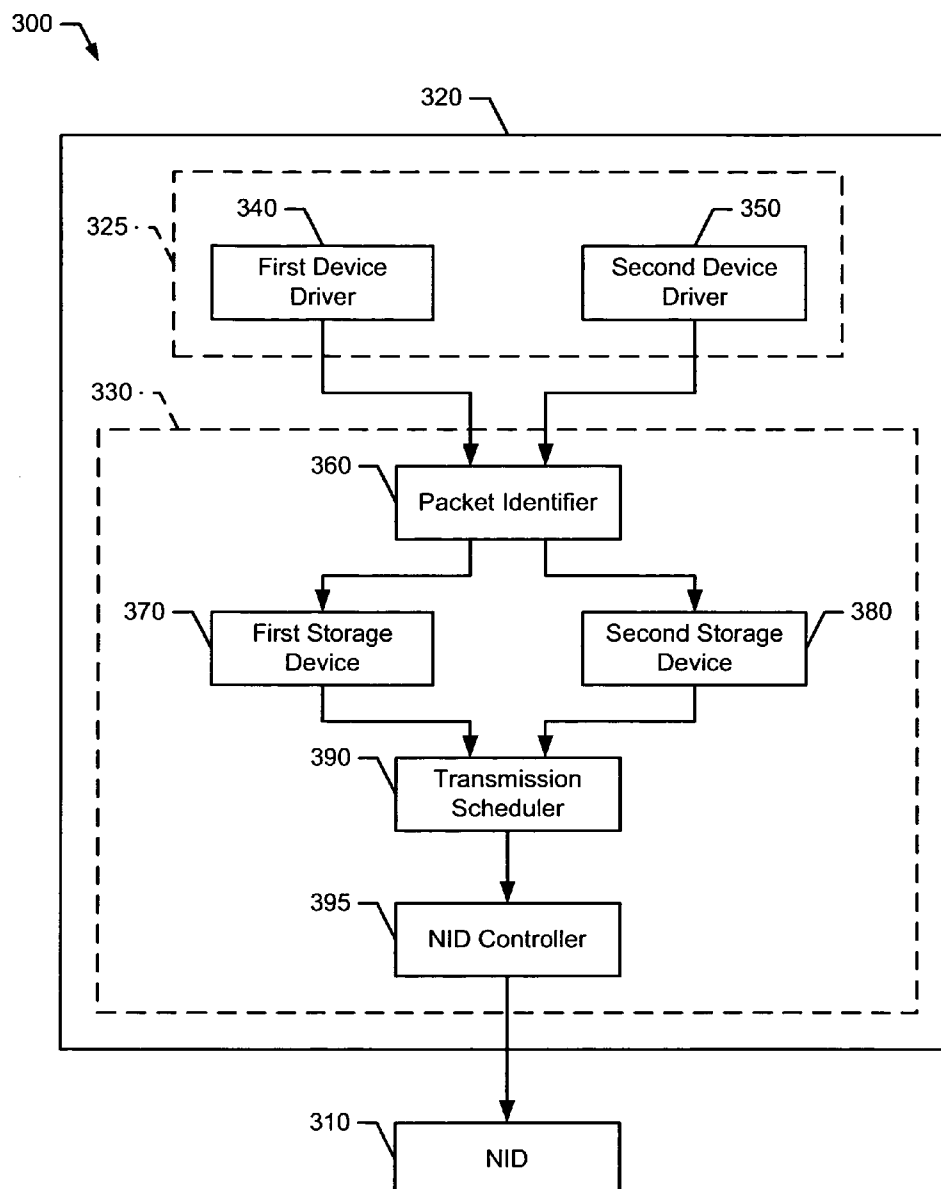 300
320
325
340
350
First Device
Driver
Second Device
Driver
330
360
Packet Identifier
370
380
First Storage
Device
Second Storage
Device
390
Transmission
Scheduler
395
NID Controller
310
NID